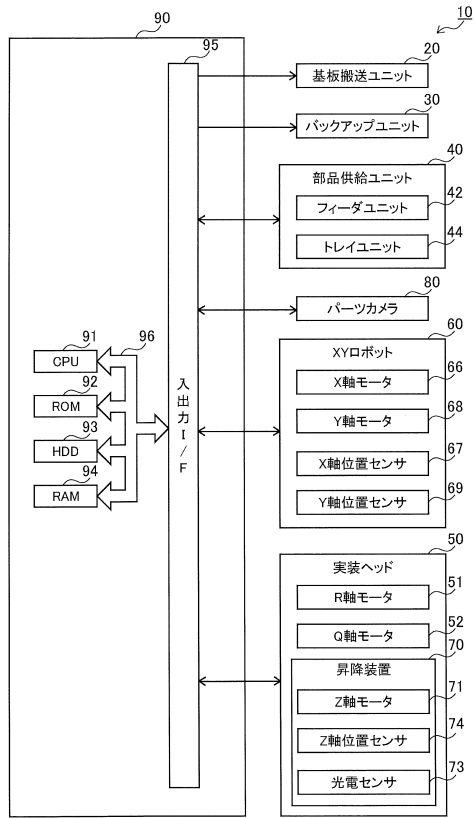 10
90
95
20
基板搬送ユニット
30
バックアップユニット
40
部品供給ユニット
42
フィーダユニット
44
トレイユニット
80
パーツカメラ
91
96
CPU
92
ROM
93
HDD
94
RAM
入出力I/F
60
XYロボット
66
X軸モータ
68
Y軸モータ
67
X軸位置センサ
69
Y軸位置センサ
50
実装ヘッド
51
R軸モータ
52
Q軸モータ
70
昇降装置
71
Z軸モータ
74
Z軸位置センサ
73
光電センサ